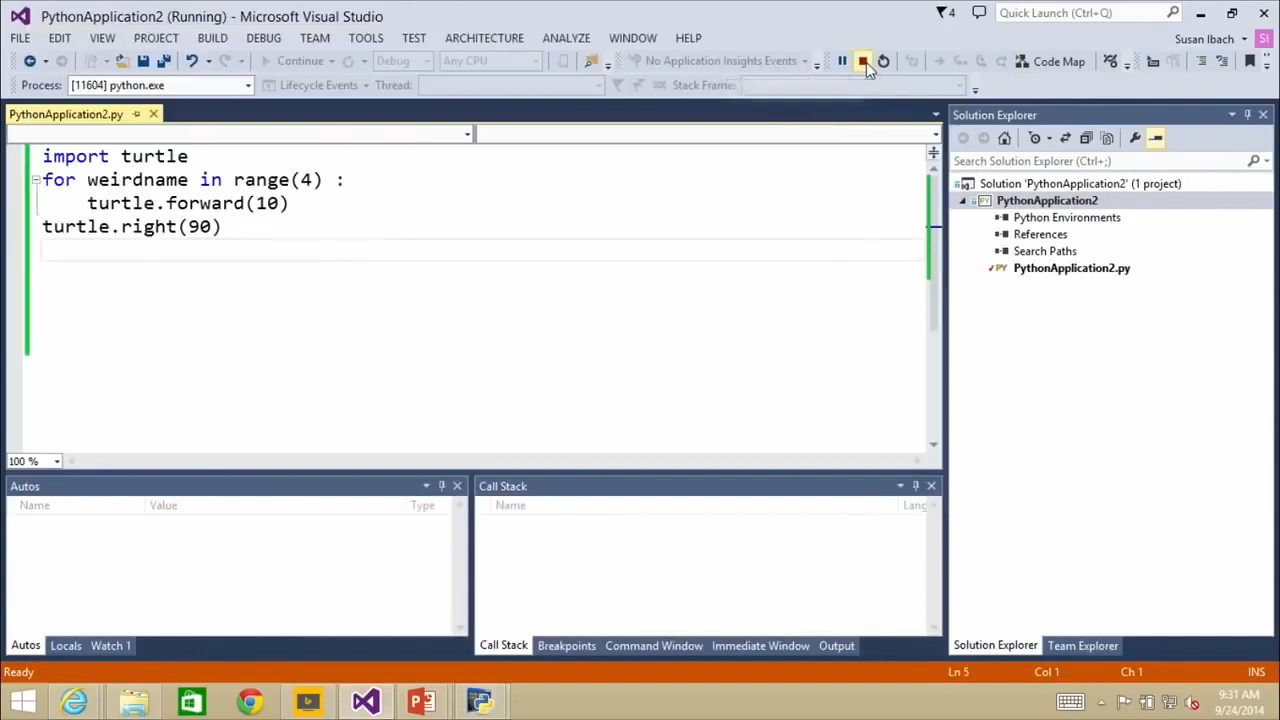 PythonApplication2 (Running) - Microsoft Visual Studio
4
Quick Launch (Ctrl+Q)
FILE EDIT VIEW PROJECT BUILD DEBUG TEAM TOOLS TEST ARCHITECTURE ANALYZE WINDOW HELP
Susan Ibach
SI
Continue
Debug
Any CPU
No Application Insights Events
Code Map
Process: [11604] python.exe
Lifecycle Events
Thread:
Stack Frame:
PythonApplication2.py
import turtle
for weirdname in range(4) :
turtle.forward(10)
turtle.right(90)
100 %
Solution Explorer
Search Solution Explorer (Ctrl+;)
Solution 'PythonApplication2' (1 project)
PythonApplication2
Python Environments
References
Search Paths
PY PythonApplication2.py
Autos
Name Value Type
Call Stack
Name Lang
Autos Locals Watch 1
Call Stack Breakpoints Command Window Immediate Window Output
Solution Explorer Team Explorer
Ready
Ln 5 Col 1 Ch 1 INS
9:31 AM
9/24/2014